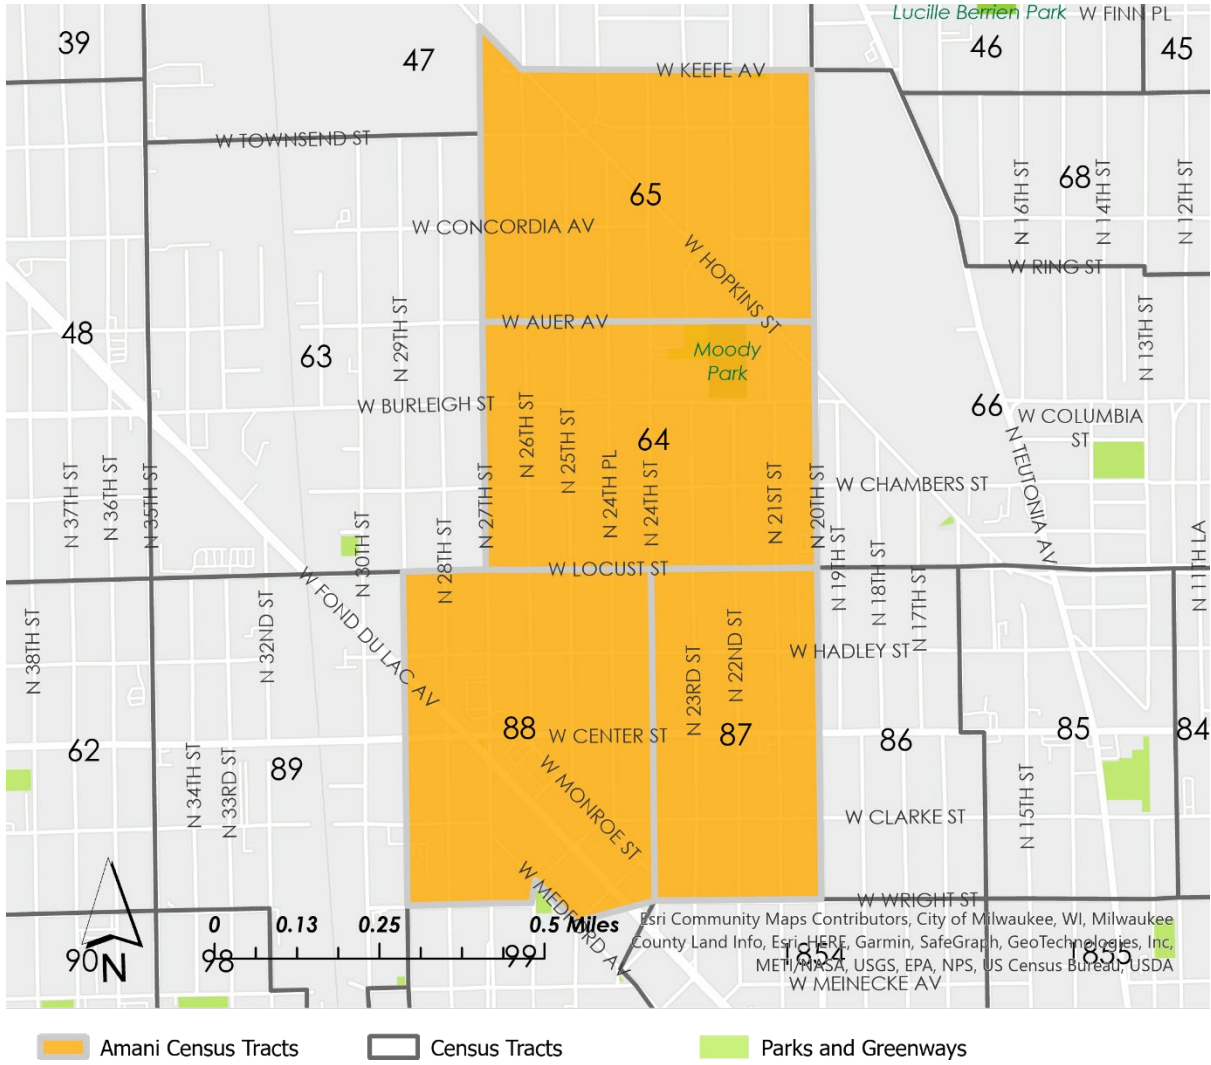 Lucille Berrien Park
W FINN PL
39
47
46
45
W KEEFE AV
W TOWNSEND ST
65
68
N 16TH ST
N 14TH ST
N 12TH ST
W CONCORDIA AV
W HOPKINS ST
W RING ST
48
63
N 29TH ST
W AUER AV
N 13TH ST
Moody
Park
W BURLEIGH ST
66
W COLUMBIA
ST
N 26TH ST
N 25TH ST
64
N 24TH PL
N 24TH ST
N 21ST ST
N 20TH ST
N 27TH ST
N 37TH ST
N 36TH ST
N 35TH ST
W CHAMBERS ST
N TEUTONIA AV
N 30TH ST
N 28TH ST
N 19TH ST
N 18TH ST
N 17TH ST
N 11TH LA
W LOCUST ST
W FOND DU LAC AV
N 38TH ST
N 32ND ST
N 23RD ST
N 22ND ST
W HADLEY ST
62
89
88
W CENTER ST
87
86
85
84
N 34TH ST
N 33RD ST
W MONROE ST
N 15TH ST
W CLARKE ST
W MEDFORD AV
W WRIGHT ST
0
0.13
0.25
0.5 Miles
Esri Community Maps Contributors, City of Milwaukee, WI, Milwaukee
County Land Info, Esri, HERE, Garmin, SafeGraph, GeoTechnologies, Inc,
METI/NASA, USGS, EPA, NPS, US Census Bureau, USDA
90
N
98
99
1854
1855
W MEINECKE AV
Amani Census Tracts
Census Tracts
Parks and Greenways